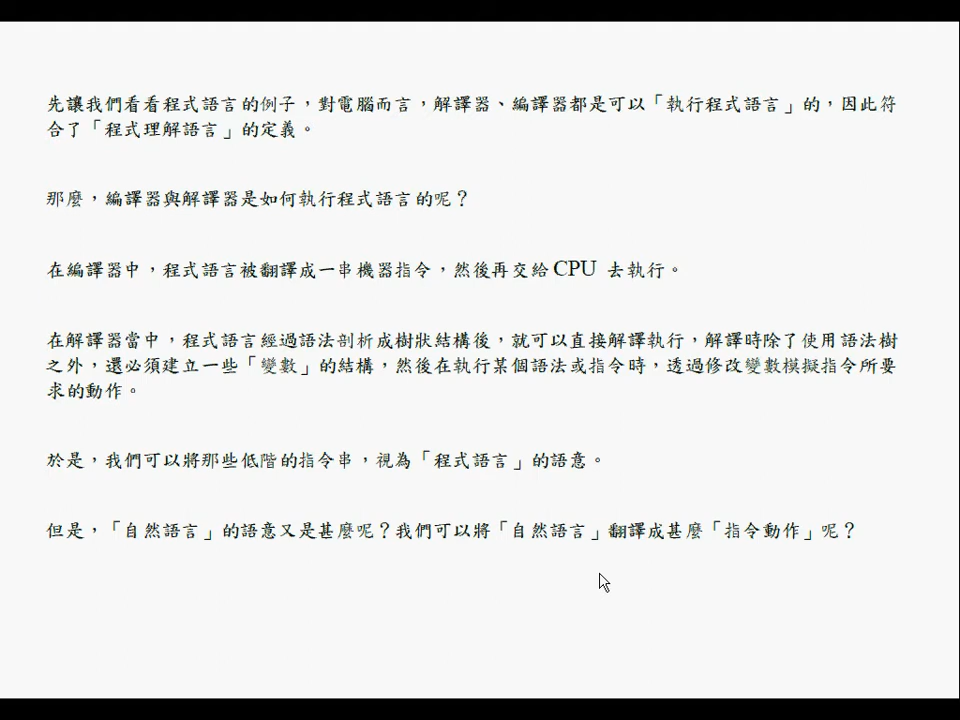 先讓我們看看程式語言的例子，對電腦而言，解譯器、編譯器都是可以「執行程式語言」的，因此符
合了「程式理解語言」的定義。
那麼，編譯器與解譯器是如何執行程式語言的呢？
在編譯器中，程式語言被翻譯成一串機器指令，然後再交給 CPU 去執行。
在解譯器當中，程式語言經過語法剖析成樹狀結構後，就可以直接解譯執行，解譯時除了使用語法樹
之外，還必須建立一些「變數」的結構，然後在執行某個語法或指令時，透過修改變數模擬指令所要
求的動作。
於是，我們可以將那些低階的指令串，視為「程式語言」的語意。
但是，「自然語言」的語意又是甚麼呢？我們可以將「自然語言」翻譯成甚麼「指令動作」呢？